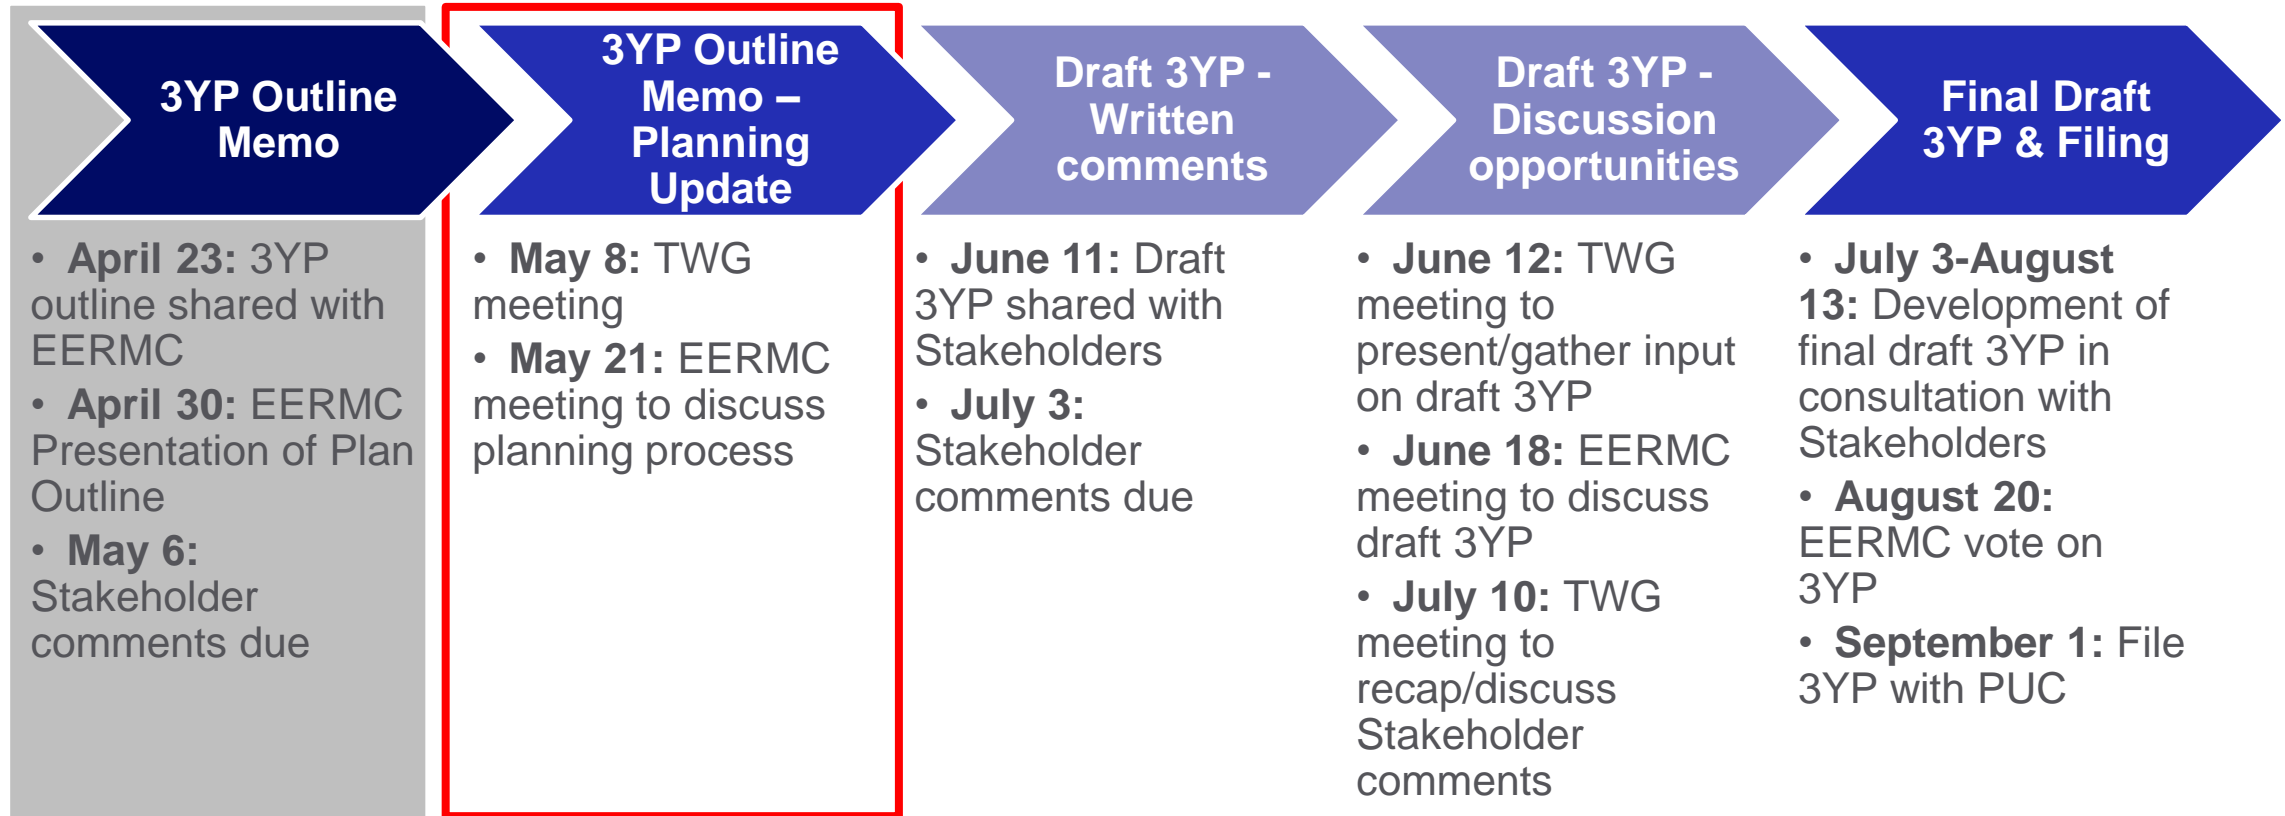 3YP Outline
Memo
3YP Outline
Memo –
Planning
Update
Draft 3YP -
Written
comments
Draft 3YP -
Discussion
opportunities
Final Draft
3YP & Filing
• April 23: 3YP
outline shared with
EERMC
• April 30: EERMC
Presentation of Plan
Outline
• May 6:
Stakeholder
comments due
• May 8: TWG
meeting
• May 21: EERMC
meeting to discuss
planning process
• June 11: Draft
3YP shared with
Stakeholders
• July 3:
Stakeholder
comments due
• June 12: TWG
meeting to
present/gather input
on draft 3YP
• June 18: EERMC
meeting to discuss
draft 3YP
• July 10: TWG
meeting to
recap/discuss
Stakeholder
comments
• July 3-August
13: Development of
final draft 3YP in
consultation with
Stakeholders
• August 20:
EERMC vote on
3YP
• September 1: File
3YP with PUC